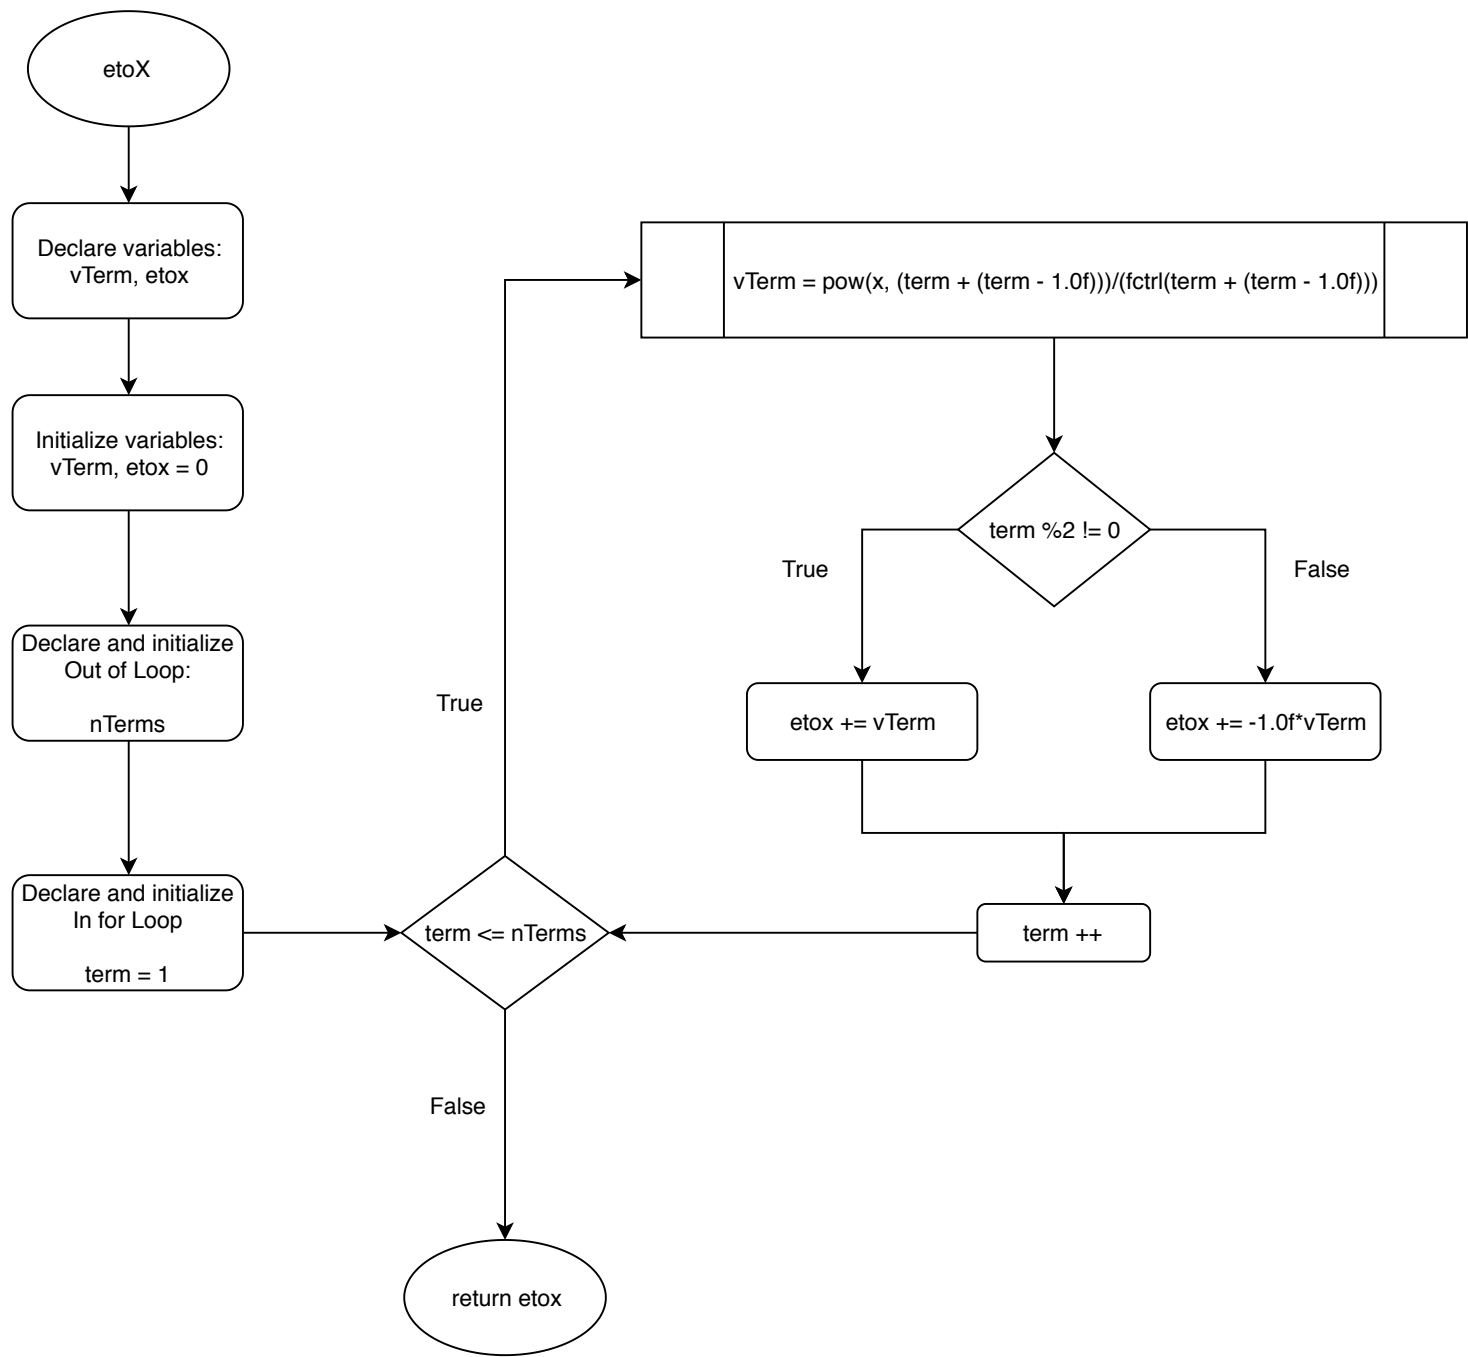 etoX
Declare variables:
vTerm, etox
Initialize variables:
vTerm, etox = 0
Declare and initialize
Out of Loop:
nTerms
Declare and initialize
In for Loop
term = 1
term <= nTerms
True
vTerm = pow(x, (term + (term - 1.0f)))/(fctrl(term + (term - 1.0f)))
term %2 != 0
True
False
etox += vTerm
etox += -1.0f*vTerm
term ++
False
return etox